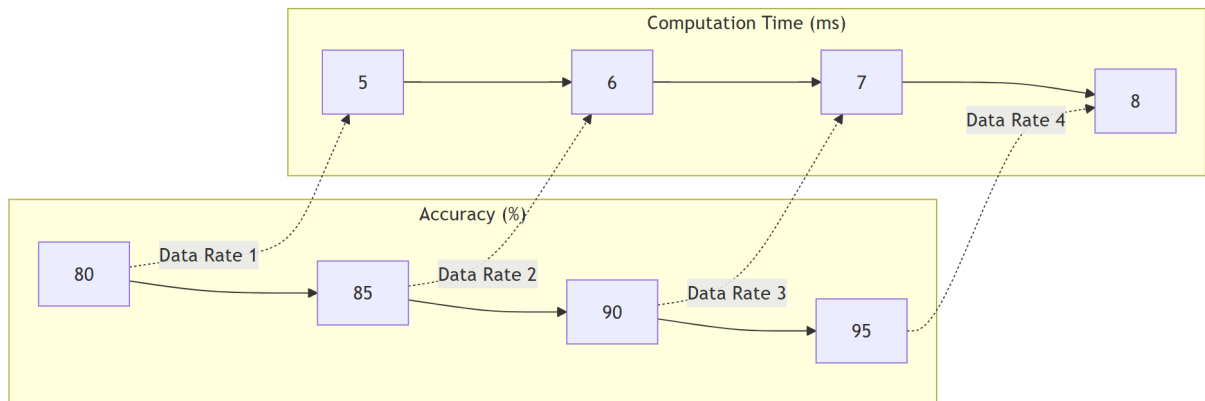 Computation Time (ms)
5
6
7
8
Data Rate 4
Accuracy (%)
Data Rate 1
80
Data Rate 2
85
Data Rate 3
90
95